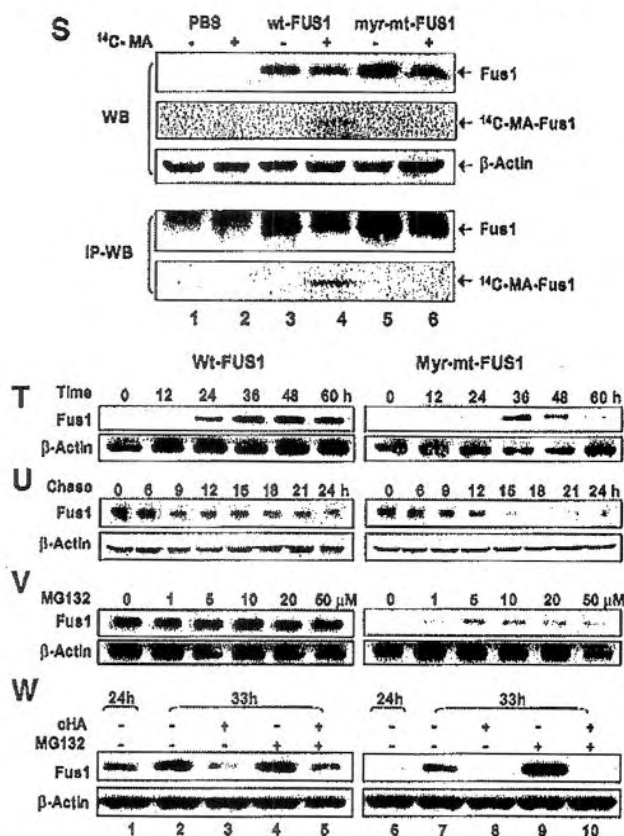 S
PBS wt-FUS1 myr-mt-FUS1
14C-MA - + - + - +
WB
Fus1
14C-MA-Fus1
β-Actin
IP-WB
Fus1
14C-MA-Fus1
1 2 3 4 5 6
Wt-FUS1 Myr-mt-FUS1
T
Time 0 12 24 36 48 60 h 0 12 24 36 48 60 h
Fus1
β-Actin
U
Chase 0 6 9 12 15 18 21 24 h 0 6 9 12 15 18 21 24 h
Fus1
β-Actin
V
MG132 0 1 5 10 20 50 μM 0 1 5 10 20 50 μM
Fus1
β-Actin
W
24h 33h 24h 33h
cHA - - + - + - - + - +
MG132 - - - + + - - - + +
Fus1
β-Actin
1 2 3 4 5 6 7 8 9 10